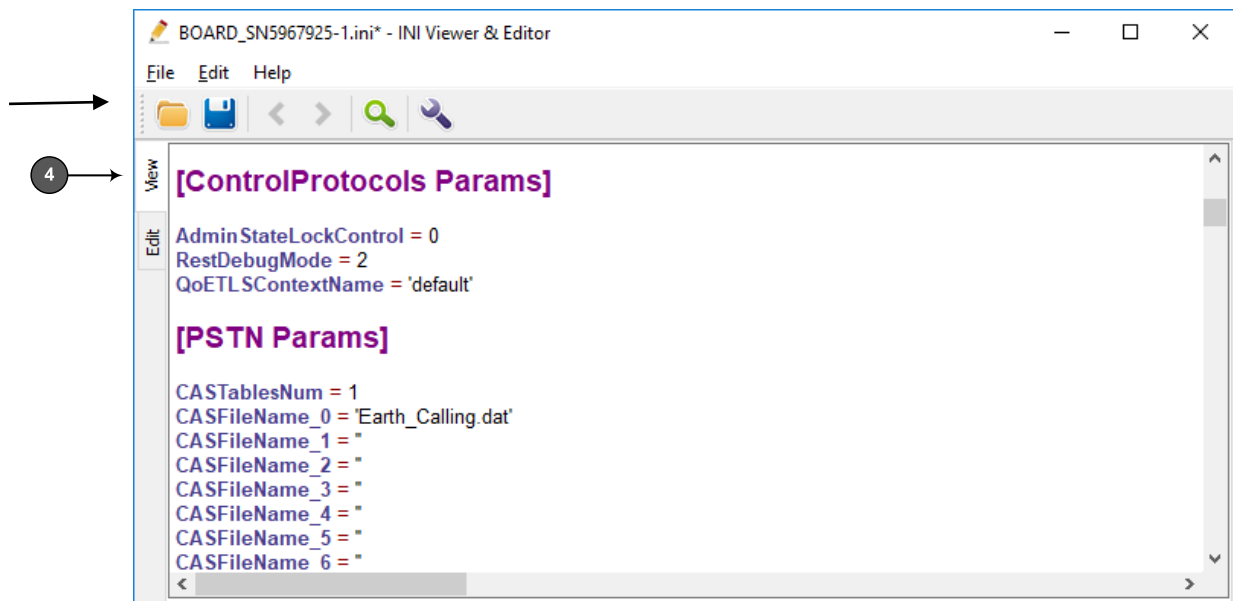 BOARD_SN5967925-1.ini* - INI Viewer & Editor
File Edit Help
4
View
Edit
[ControlProtocols Params]
AdminStateLockControl = 0
RestDebugMode = 2
QoETLSContextName = 'default'
[PSTN Params]
CASTablesNum = 1
CASFileName_0 = 'Earth_Calling.dat'
CASFileName_1 = ''
CASFileName_2 = ''
CASFileName_3 = ''
CASFileName_4 = ''
CASFileName_5 = ''
CASFileName_6 = ''